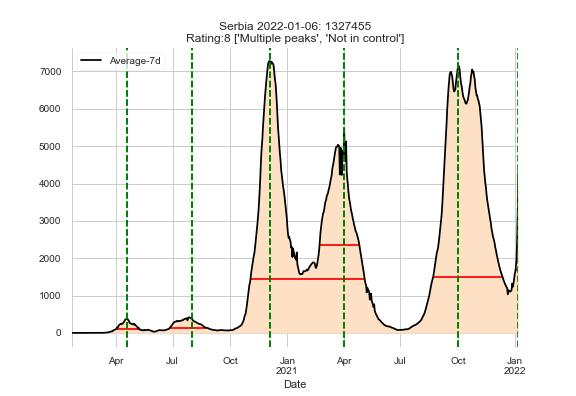 Serbia 2022-01-06: 1327455
Rating:8 ['Multiple peaks', 'Not in control']
Average-7d
7000
6000
5000
4000
3000
2000
1000
0
Apr Jul Oct Jan Apr Jul Oct Jan
2021 2022
Date